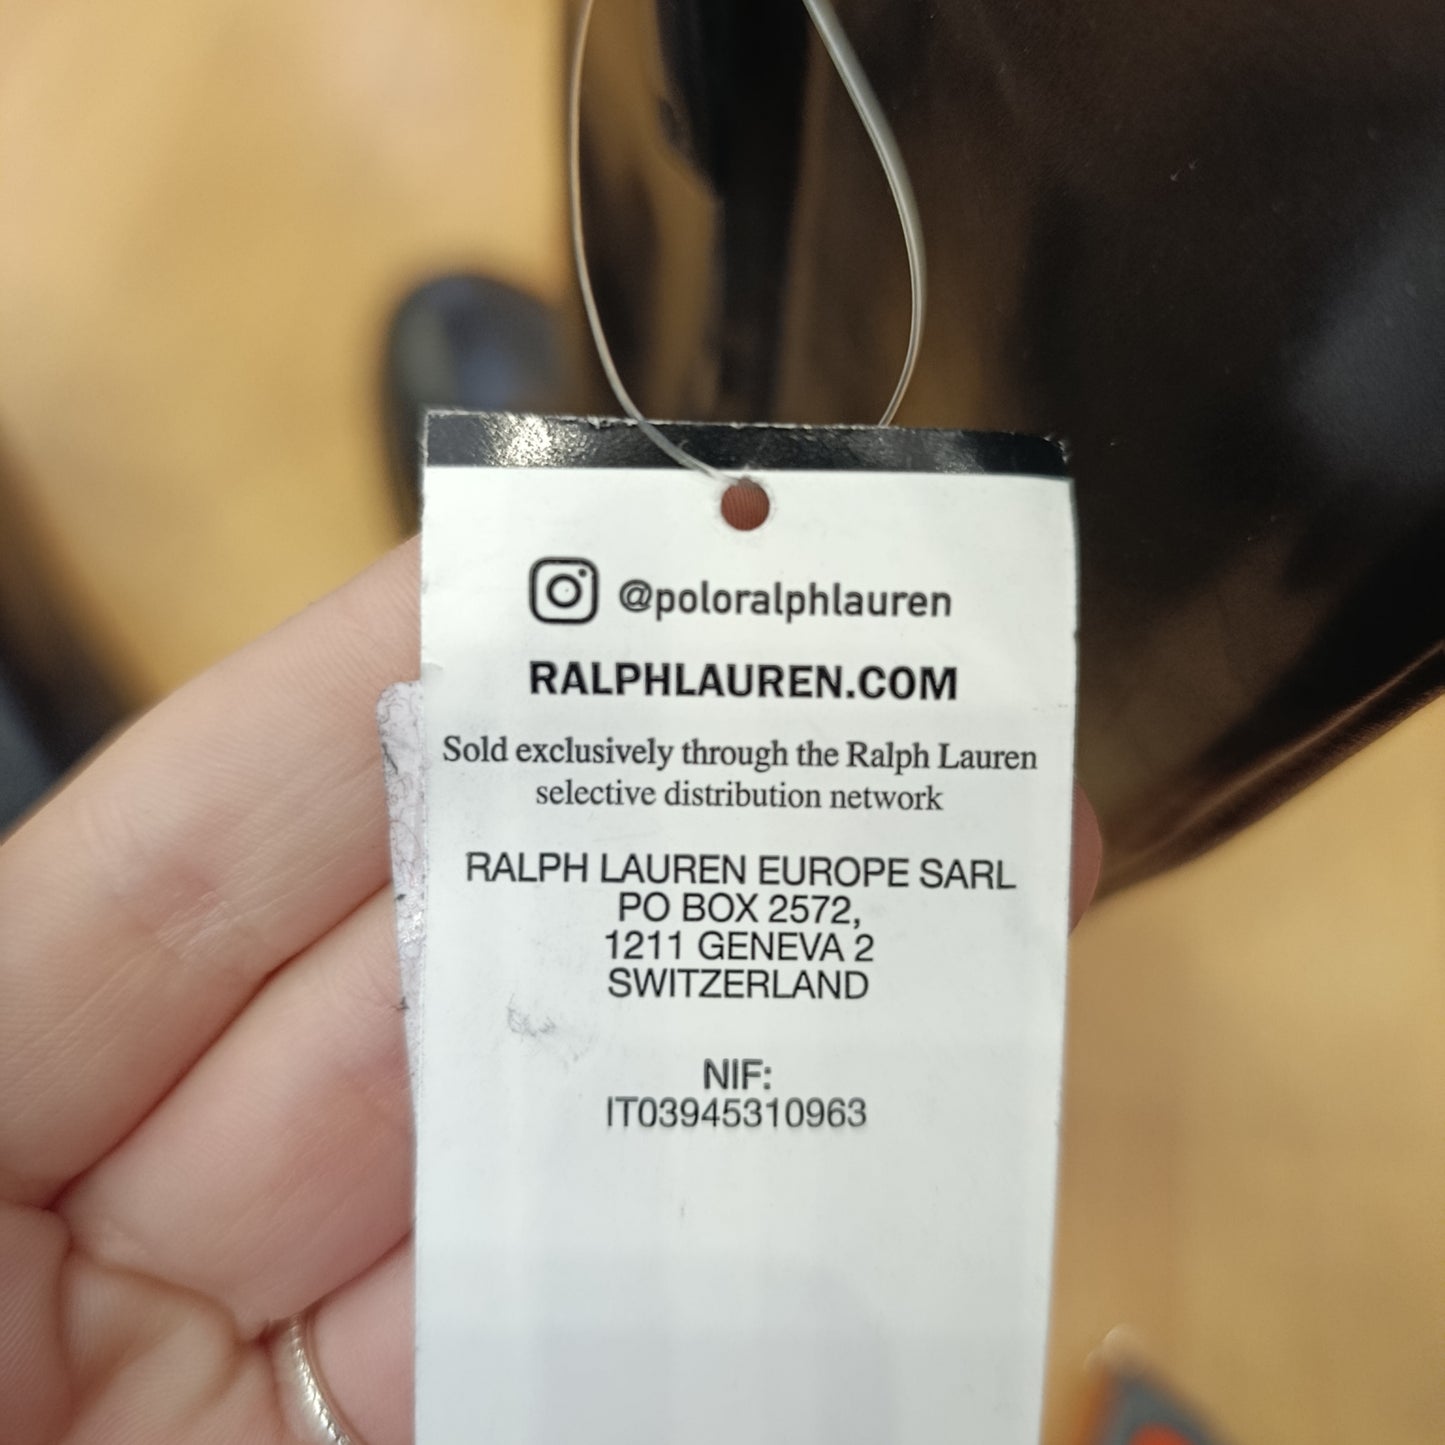 @poloralphlauren
RALPHLAUREN.COM
Sold exclusively through the Ralph Lauren
selective distribution network
RALPH LAUREN EUROPE SARL
PO BOX 2572,
1211 GENEVA 2
SWITZERLAND
NIF:
IT03945310963